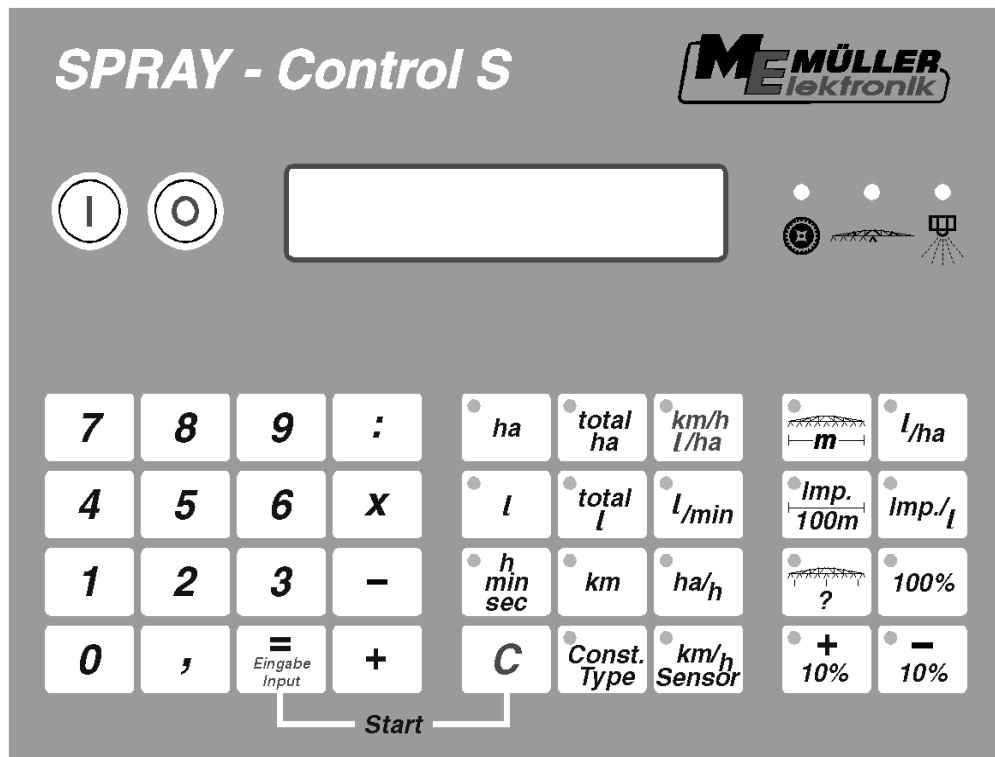 SPRAY - Control S
ME MÜLLER
Elektronik
I O
7 8 9 :
4 5 6 x
1 2 3 -
0 , =
Eingabe
Input
+
ha
total
ha
km/h
l/ha
l
total
l
l/min
h
min
sec
km
ha/h
C
Const.
Type
km/h
Sensor
m
l/ha
Imp.
100m
Imp./l
?
100%
+
10%
-
10%
Start